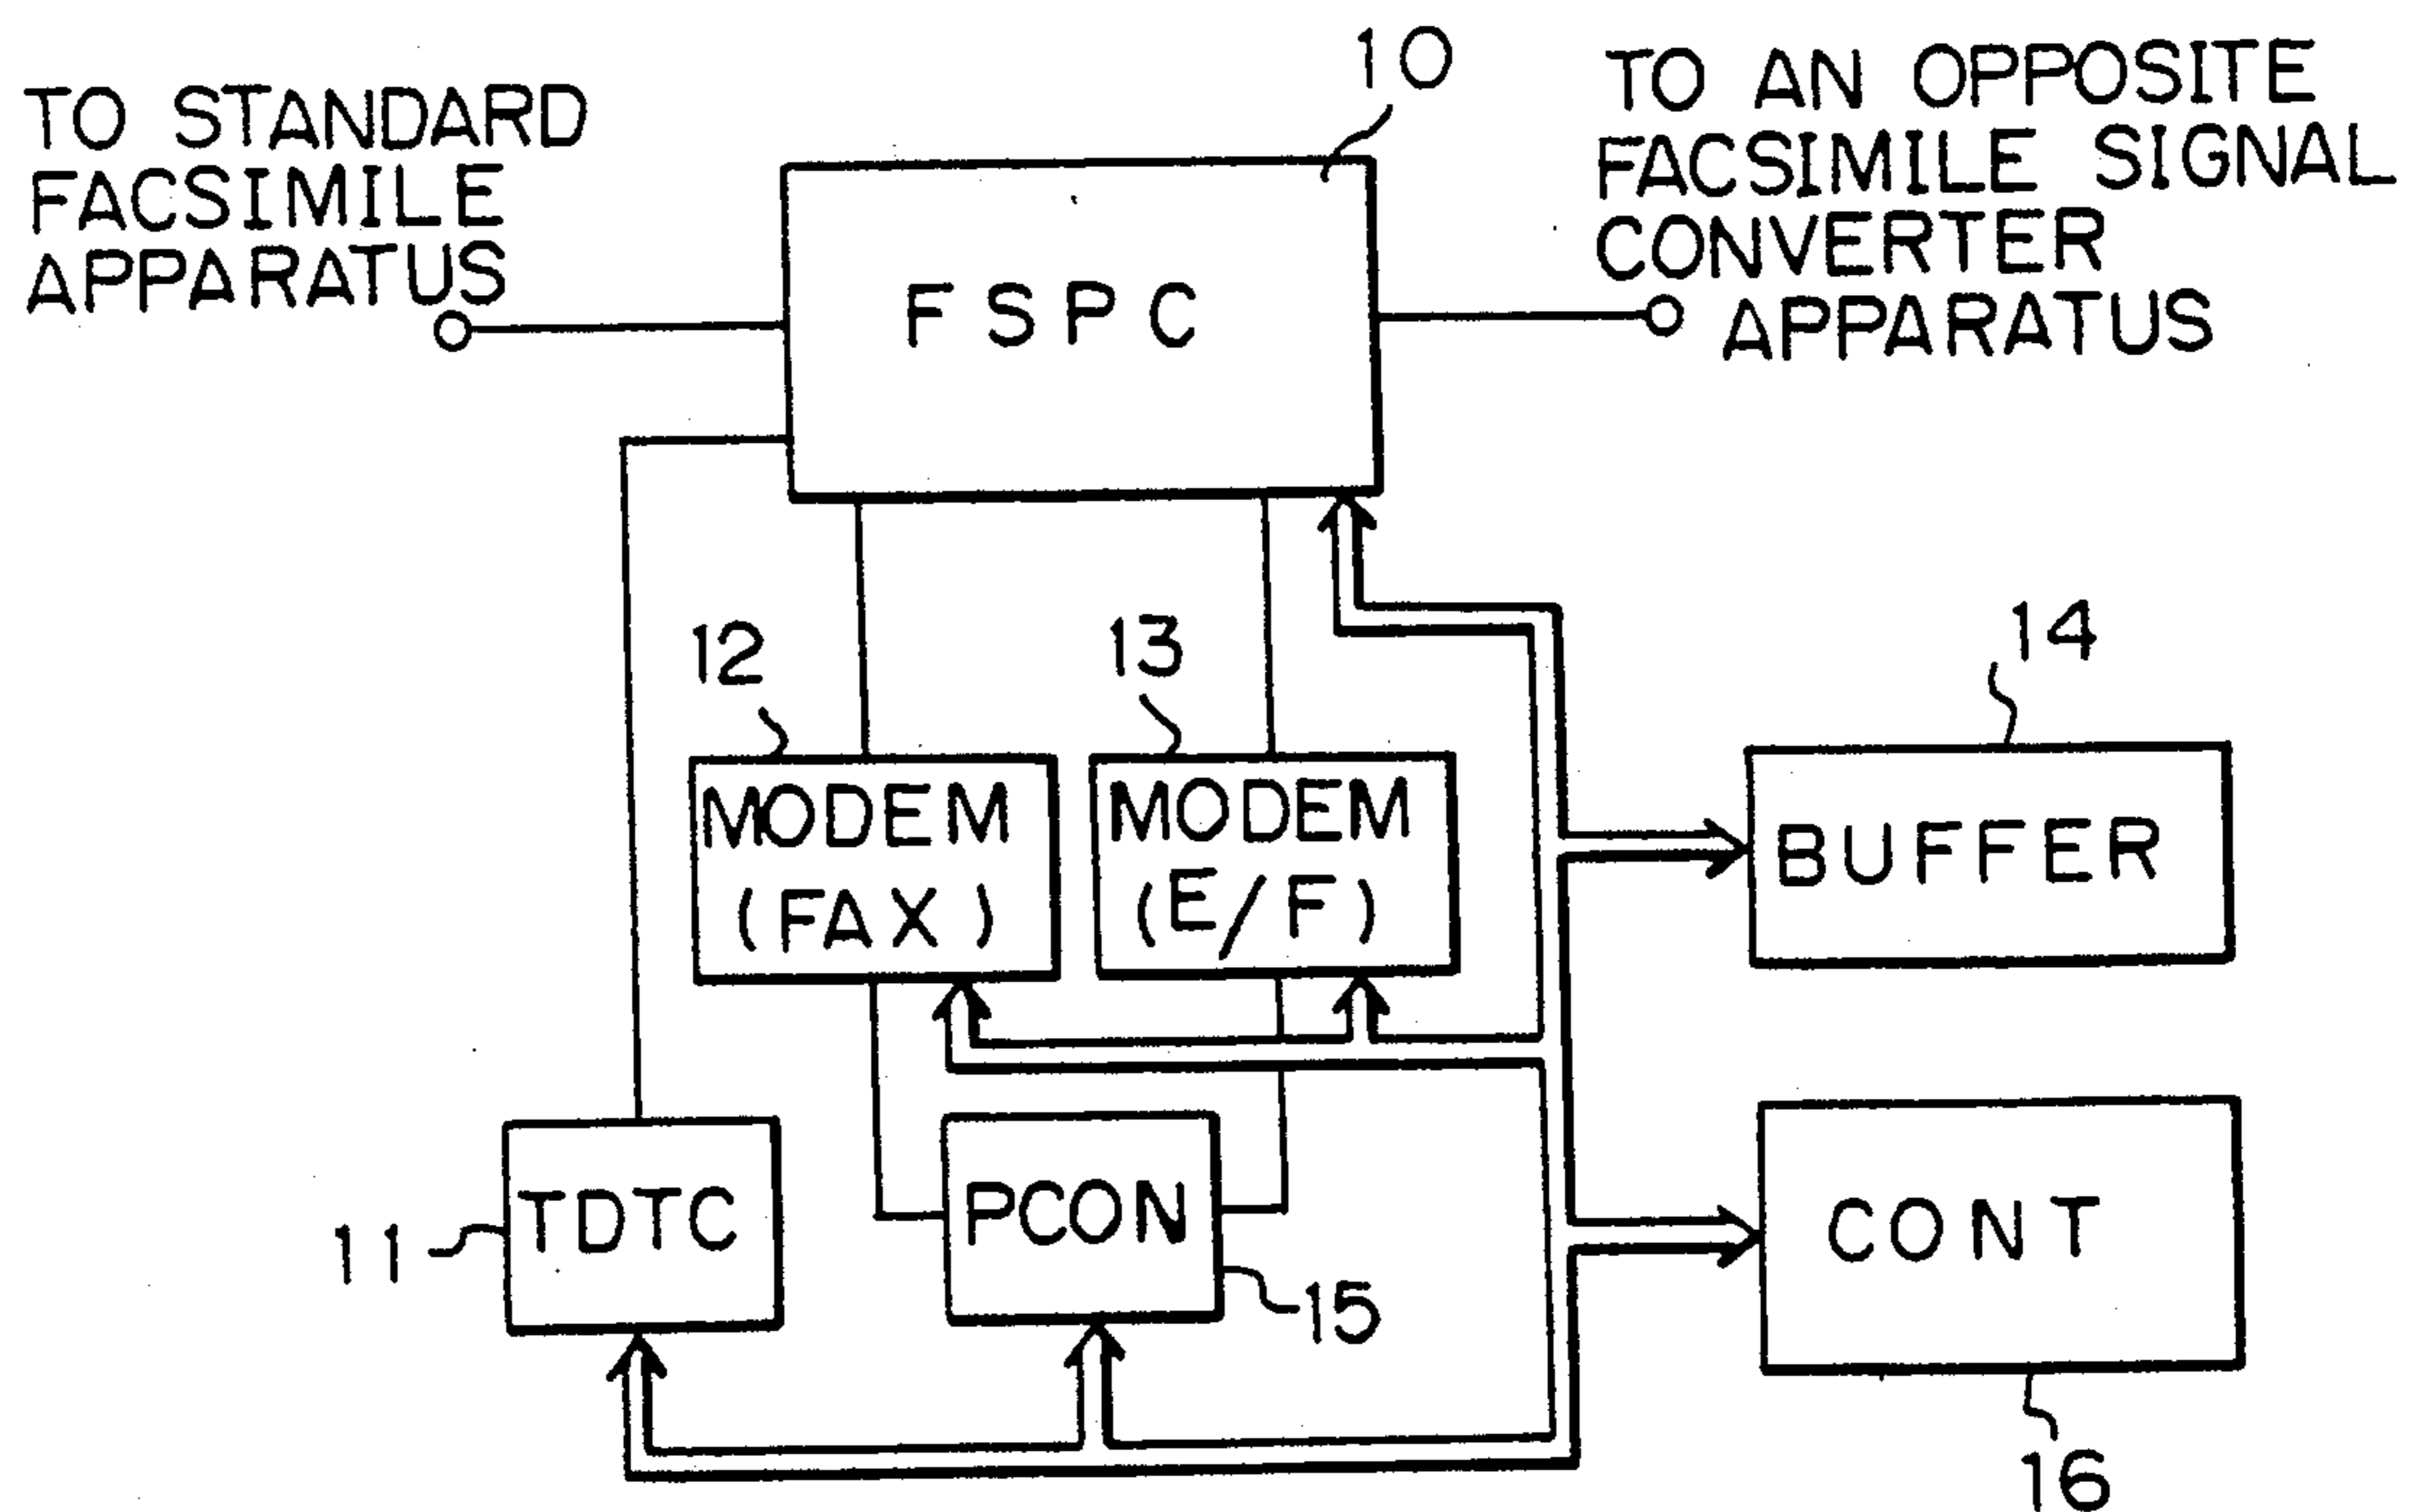 10
TO STANDARD
FACSIMILE
APPARATUS
TO AN OPPOSITE
FACSIMILE SIGNAL
CONVERTER
APPARATUS
FSPC
12
13
14
MODEM
(FAX)
MODEM
(E/F)
BUFFER
11
TDTC
PCON
15
CONT
16